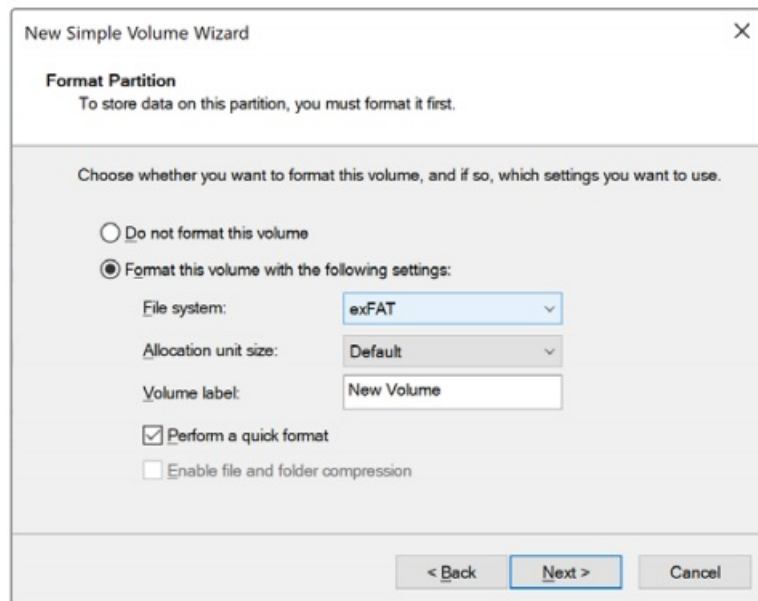 New Simple Volume Wizard
Format Partition
To store data on this partition, you must format it first.
Choose whether you want to format this volume, and if so, which settings you want to use.
Do not format this volume
Format this volume with the following settings:
File system: exFAT
Allocation unit size: Default
Volume label: New Volume
Perform a quick format
Enable file and folder compression
< Back Next > Cancel